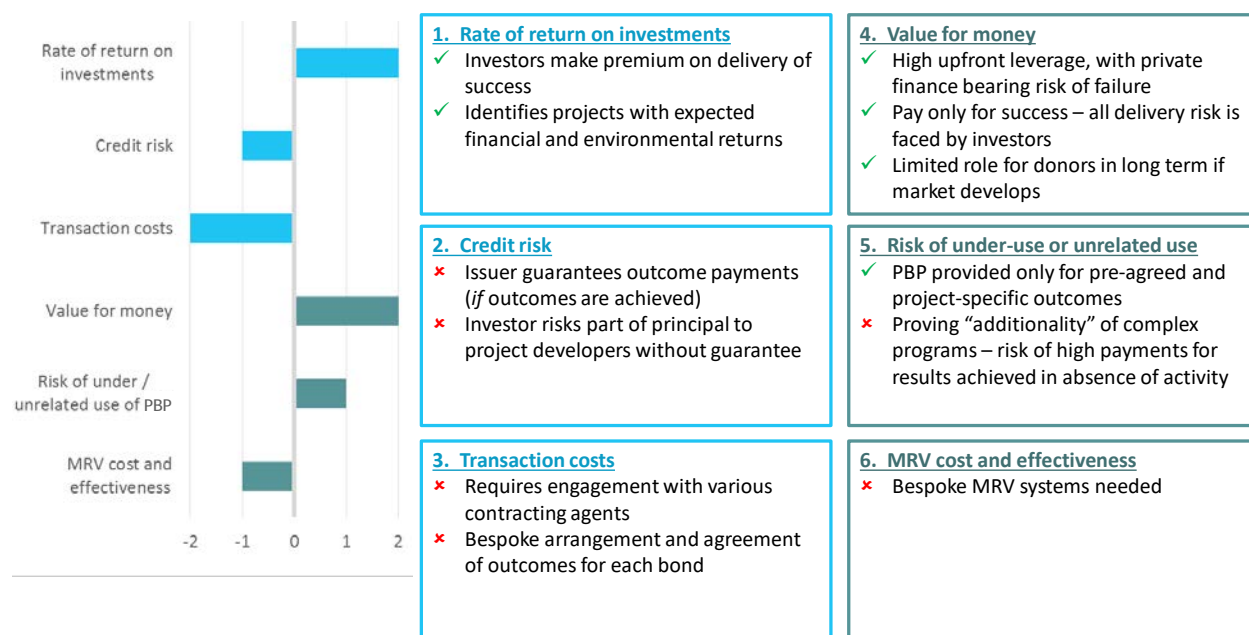 Rate of return on
investments
Credit risk
Transaction costs
Value for money
Risk of under /
unrelated use of PBP
MRV cost and
effectiveness
-2 -1 0 1 2
1. Rate of return on investments
✓ Investors make premium on delivery of
success
✓ Identifies projects with expected
financial and environmental returns
2. Credit risk
× Issuer guarantees outcome payments
(if outcomes are achieved)
× Investor risks part of principal to
project developers without guarantee
3. Transaction costs
× Requires engagement with various
contracting agents
× Bespoke arrangement and agreement
of outcomes for each bond
4. Value for money
✓ High upfront leverage, with private
finance bearing risk of failure
✓ Pay only for success – all delivery risk is
faced by investors
✓ Limited role for donors in long term if
market develops
5. Risk of under-use or unrelated use
✓ PBP provided only for pre-agreed and
project-specific outcomes
× Proving “additionality” of complex
programs – risk of high payments for
results achieved in absence of activity
6. MRV cost and effectiveness
× Bespoke MRV systems needed